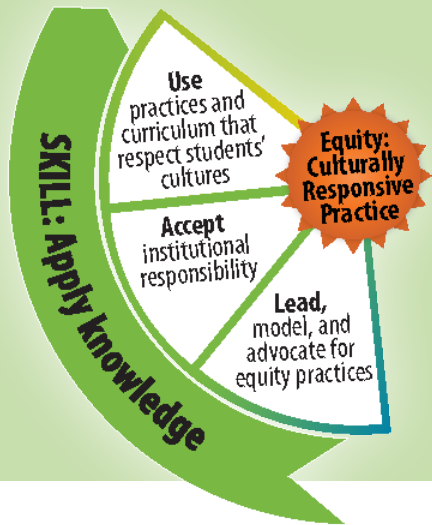 SKILL: Apply knowledge
Use
practices and
curriculum that
respect students'
cultures
Accept
institutional
responsibility
Lead,
model, and
advocate for
equity practices
Equity:
Culturally
Responsive
Practice